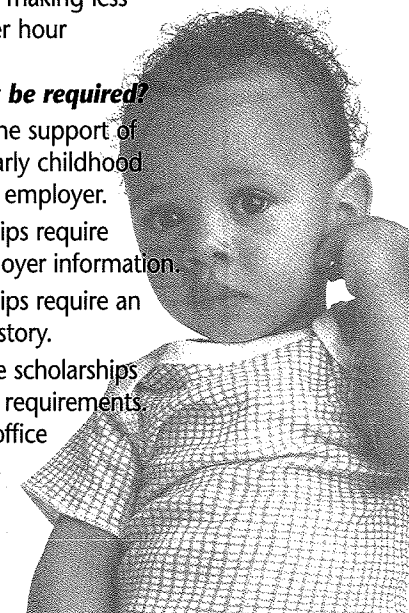 making less
er hour
be required?
he support of
arly childhood
employer.
ips require
oyer information.
ips require an
story.
e scholarships
requirements.
office